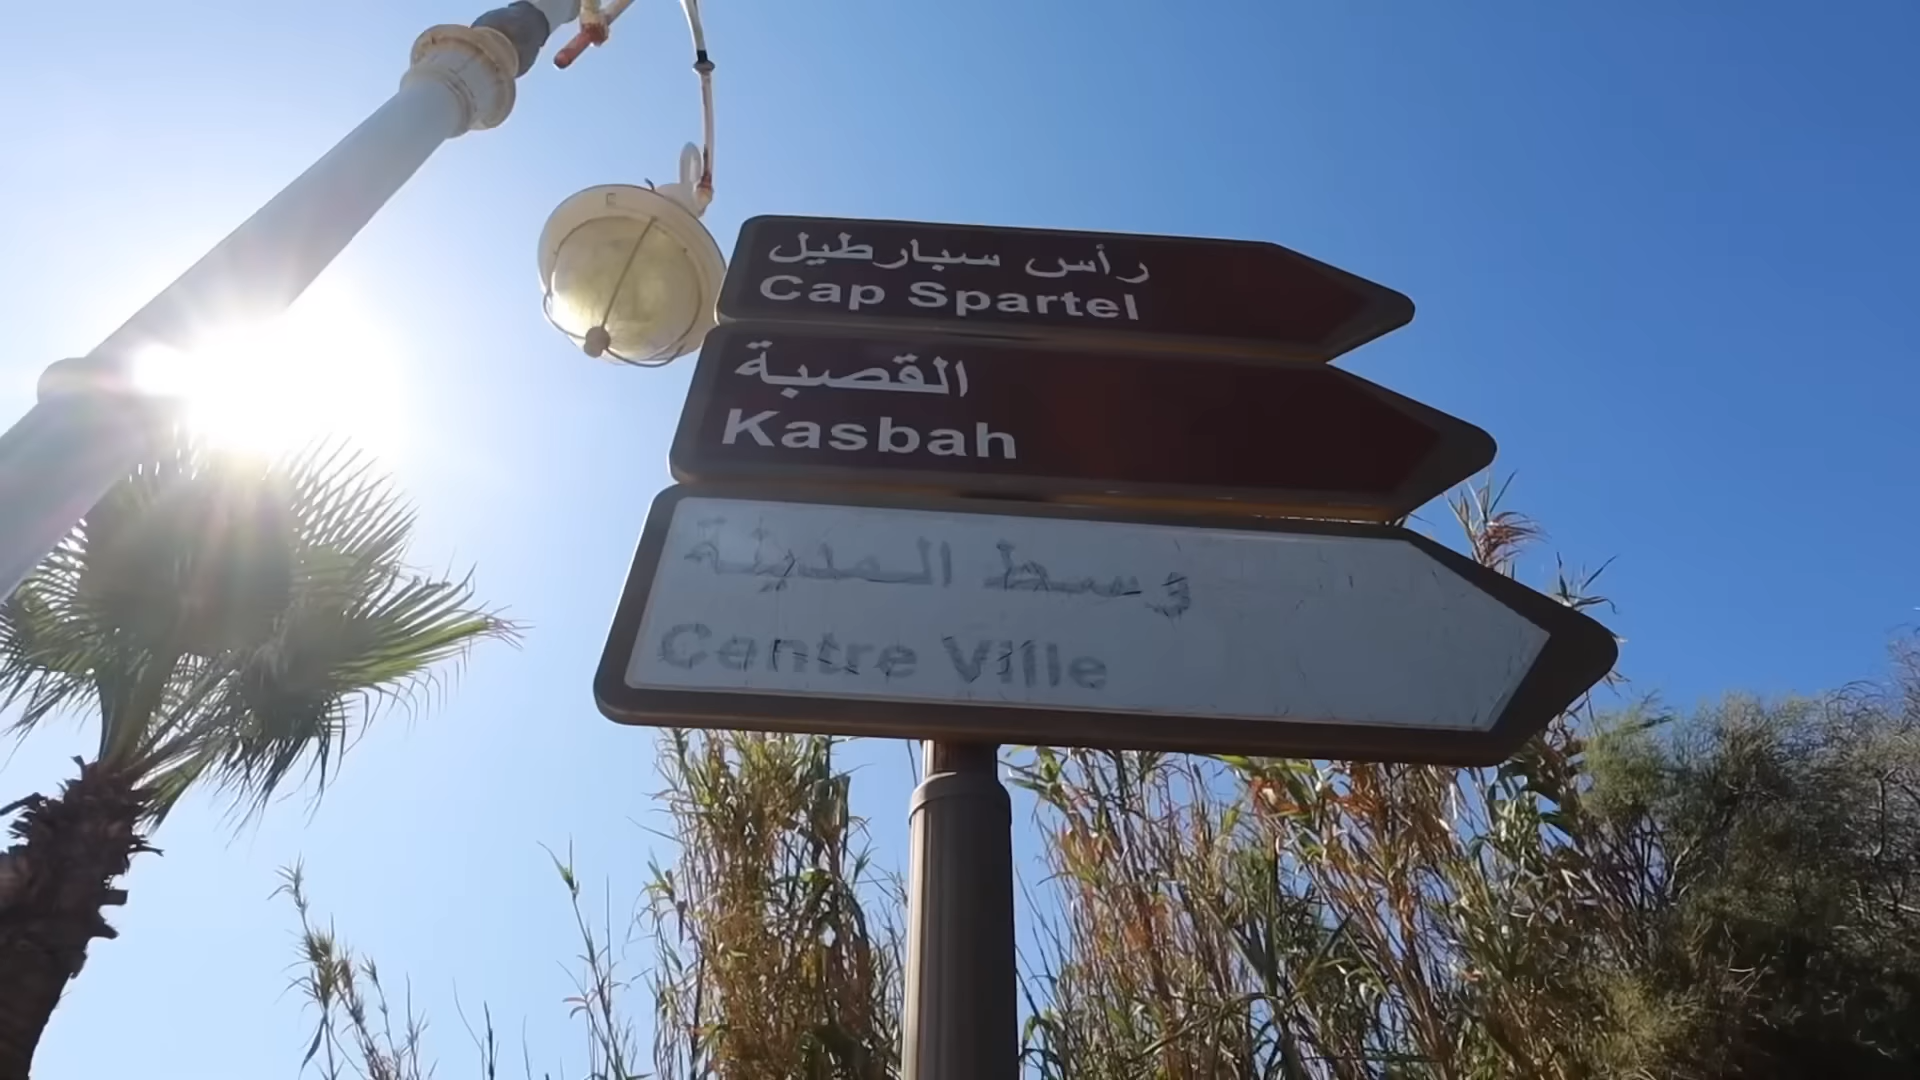 رأس سبارطيل
Cap Spartel
القصبة
Kasbah
وسط المدينة
Centre Ville